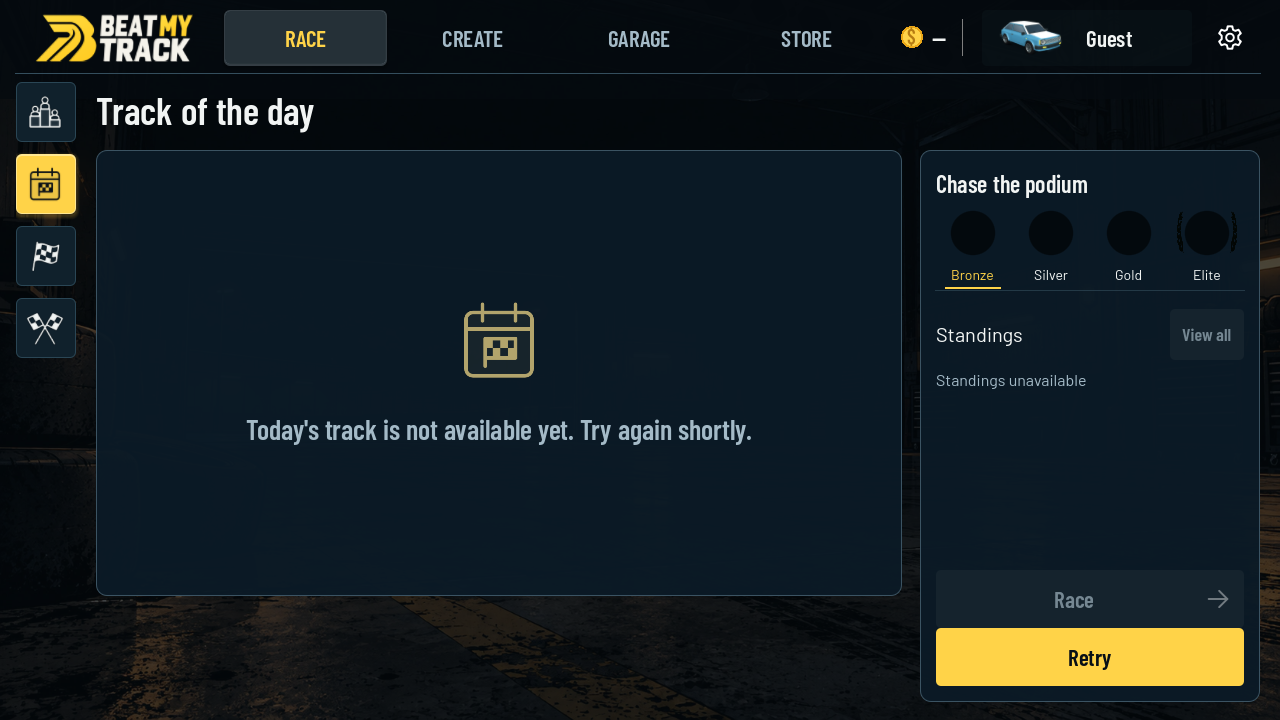 BEAT MY
TRACK
RACE
CREATE
GARAGE
STORE
–
Guest
Track of the day
Today's track is not available yet. Try again shortly.
Chase the podium
Bronze
Silver
Gold
Elite
Standings
View all
Standings unavailable
Race
Retry